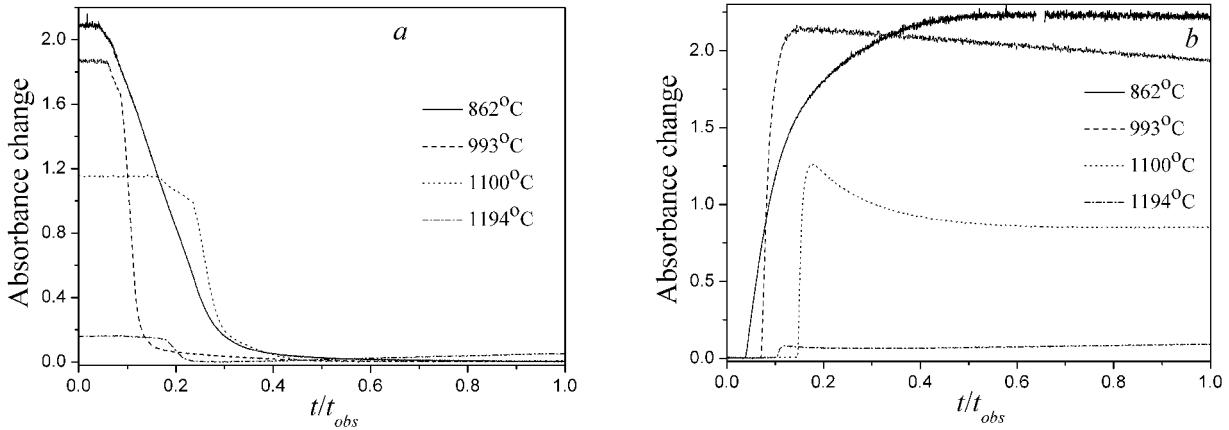 a
2.0
1.6
1.2
0.8
0.4
0.0
Absorbance change
862°C
993°C
1100°C
1194°C
0.0 0.2 0.4 0.6 0.8 1.0
t/t_obs
b
2.0
1.5
1.0
0.5
0.0
Absorbance change
862°C
993°C
1100°C
1194°C
0.0 0.2 0.4 0.6 0.8 1.0
t/t_obs